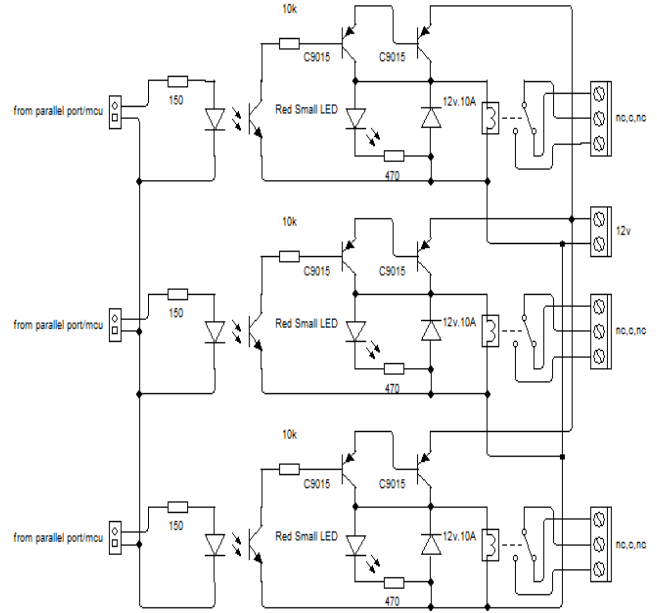 10k
C9015
C9015
150
from parallel port/mcu
Red Small LED
12v.10A
nc,c,nc
470
10k
12v
C9015
C9015
150
from parallel port/mcu
Red Small LED
12v.10A
nc,c,nc
470
10k
C9015
C9015
150
from parallel port/mcu
Red Small LED
12v.10A
nc,c,nc
470